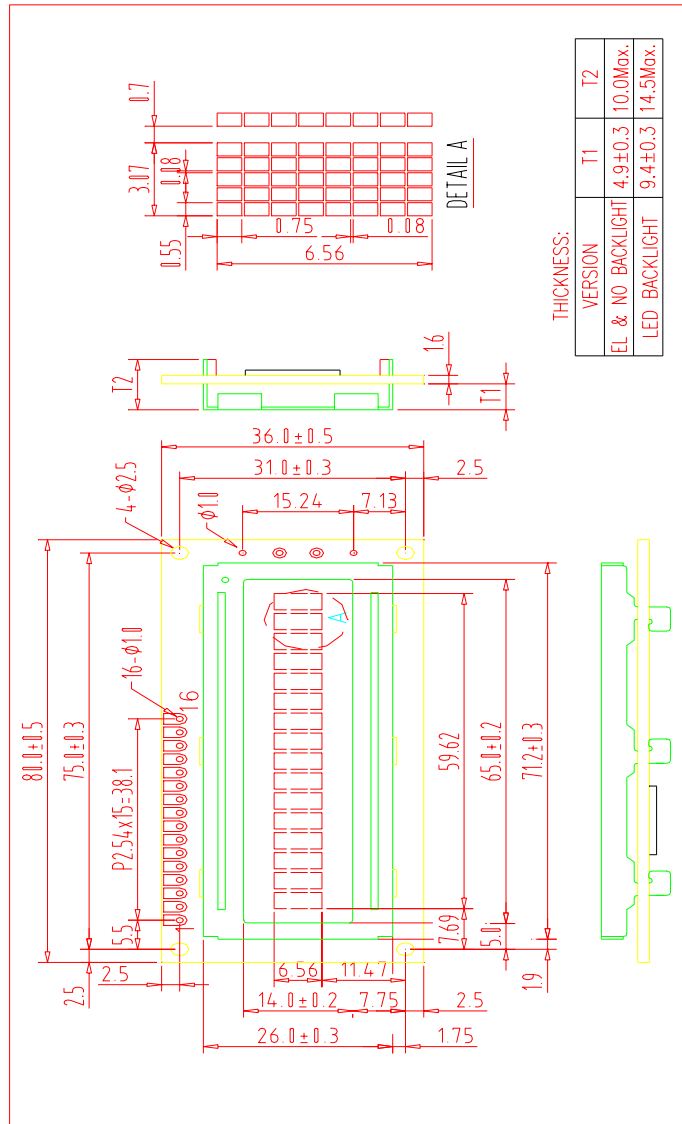 0.7
3.07
0.08
0.55
0.75
0.08
6.56
DETAIL A
THICKNESS:
VERSION T1 T2
EL & NO BACKLIGHT 4.9±0.3 10.0Max.
LED BACKLIGHT 9.4±0.3 14.5Max.
T2
1.6
T1
36.0±0.5
31.0±0.3
2.5
4-ϕ2.5
ϕ1.0
15.24
7.13
80.0±0.5
75.0±0.3
16-ϕ1.0
16
P2.54x15=38.1
A
59.62
65.0±0.2
71.2±0.3
5.5
1
2.5
2.5
7.69
5.0
1.9
6.56
11.47
14.0±0.2
7.75
2.5
26.0±0.3
1.75